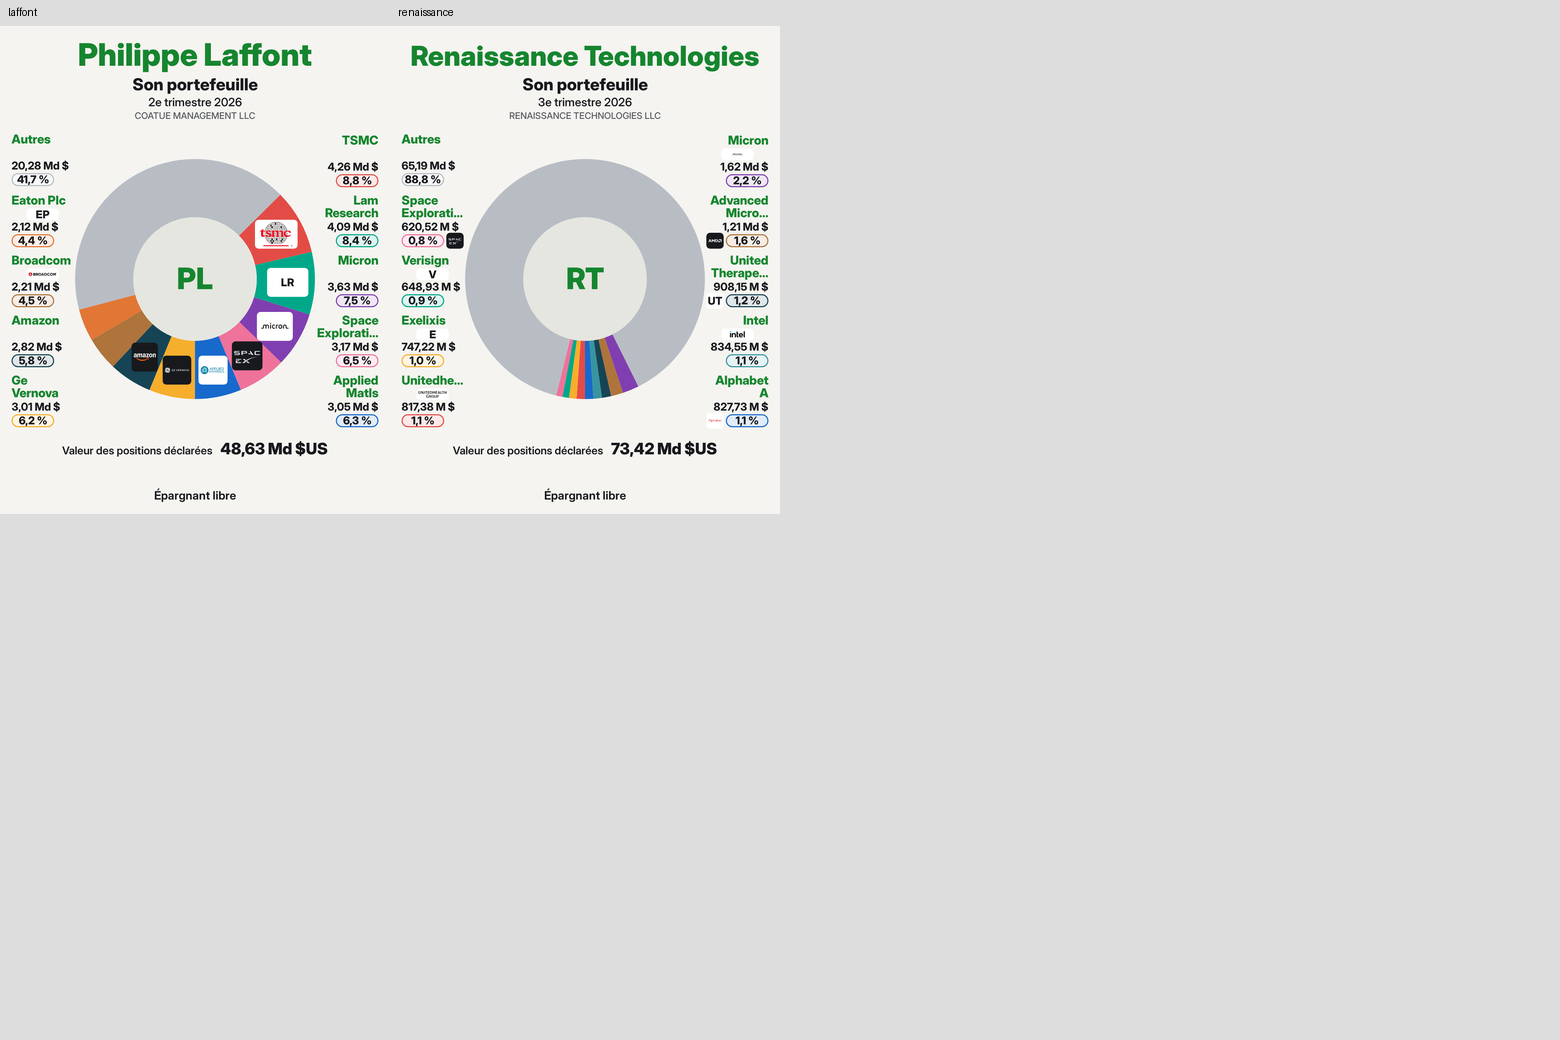 laffont
Philippe Laffont
Son portefeuille
2e trimestre 2026
COATUE MANAGEMENT LLC
Autres
20,28 Md $
41,7 %
Eaton Plc
EP
2,12 Md $
4,4 %
Broadcom
BROADCOM
2,21 Md $
4,5 %
Amazon
2,82 Md $
5,8 %
Ge
Vernova
3,01 Md $
6,2 %
PL
tsmc
LR
micron
SPACEX
APPLIED MATERIALS
GE VERNOVA
amazon
TSMC
4,26 Md $
8,8 %
Lam
Research
4,09 Md $
8,4 %
Micron
3,63 Md $
7,5 %
Space
Explorati...
3,17 Md $
6,5 %
Applied
Matls
3,05 Md $
6,3 %
Valeur des positions déclarées 48,63 Md $US
Épargnant libre
renaissance
Renaissance Technologies
Son portefeuille
3e trimestre 2026
RENAISSANCE TECHNOLOGIES LLC
Autres
65,19 Md $
88,8 %
Space
Explorati...
620,52 M $
0,8 %
SPACEX
Verisign
V
648,93 M $
0,9 %
Exelixis
E
747,22 M $
1,0 %
Unitedhe...
UNITEDHEALTH GROUP
817,38 M $
1,1 %
RT
Micron
1,62 Md $
2,2 %
Advanced
Micro...
1,21 Md $
1,6 %
United
Therape...
908,15 M $
UT 1,2 %
Intel
intel
834,55 M $
1,1 %
Alphabet
A
827,73 M $
1,1 %
Valeur des positions déclarées 73,42 Md $US
Épargnant libre